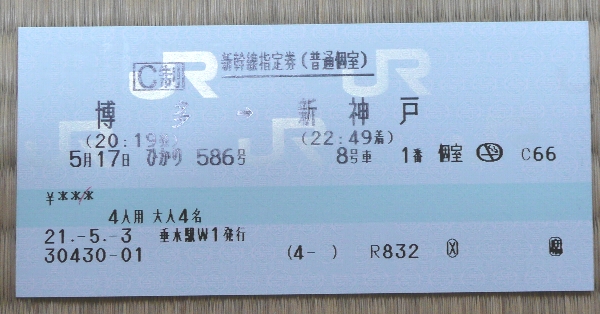 新幹線指定券(普通個室)
C制
博多 → 新神戸
(20:19発) (22:49着)
5月17日 ひかり 586号 8号車 1番 個室 C66
¥***
4人用 大人4名
21.-5.-3 垂水駅W1発行
30430-01 (4- ) R832 X